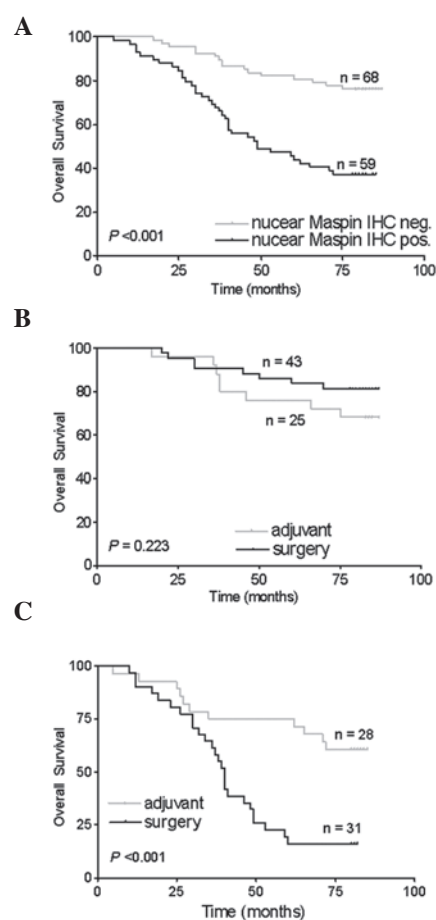 A
100
80
60
40
20
0
Overall Survival
n = 68
n = 59
P <0.001
nucear Maspin IHC neg.
nucear Maspin IHC pos.
0 25 50 75 100
Time (months)
B
100
80
60
40
20
0
Overall Survival
n = 43
n = 25
P = 0.223
adjuvant
surgery
0 25 50 75 100
Time (months)
C
100
75
50
25
0
Overall Survival
n = 28
n = 31
adjuvant
surgery
P <0.001
0 25 50 75 100
Time (months)